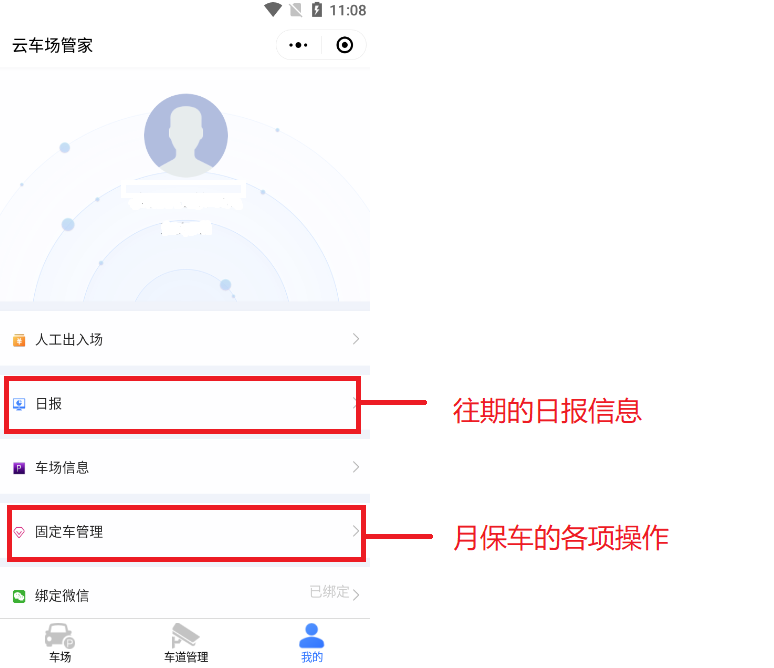 11:08
云车场管家
人工出入场
日报
往期的日报信息
P 车场信息
固定车管理
月保车的各项操作
绑定微信 已绑定
车场 车道管理 我的